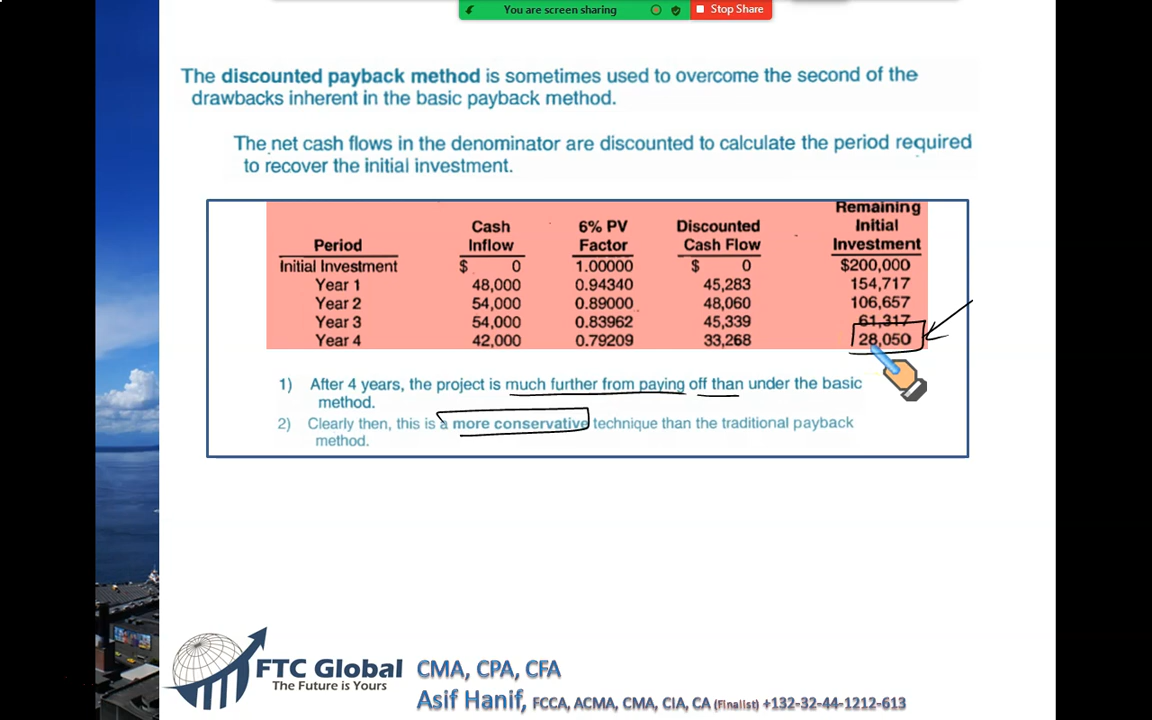 You are screen sharing
Stop Share
The discounted payback method is sometimes used to overcome the second of the
drawbacks inherent in the basic payback method.
The net cash flows in the denominator are discounted to calculate the period required
to recover the initial investment.
Period Cash Inflow 6% PV Factor Discounted Cash Flow Remaining Initial Investment
Initial Investment $ 0 1.00000 $ 0 $200,000
Year 1 48,000 0.94340 45,283 154,717
Year 2 54,000 0.89000 48,060 106,657
Year 3 54,000 0.83962 45,339 61,317
Year 4 42,000 0.79209 33,268 28,050
1) After 4 years, the project is much further from paying off than under the basic
method.
2) Clearly then, this is a more conservative technique than the traditional payback
method.
FTC Global
The Future is Yours
CMA, CPA, CFA
Asif Hanif, FCCA, ACMA, CMA, CIA, CA (Finalist) +132-32-44-1212-613